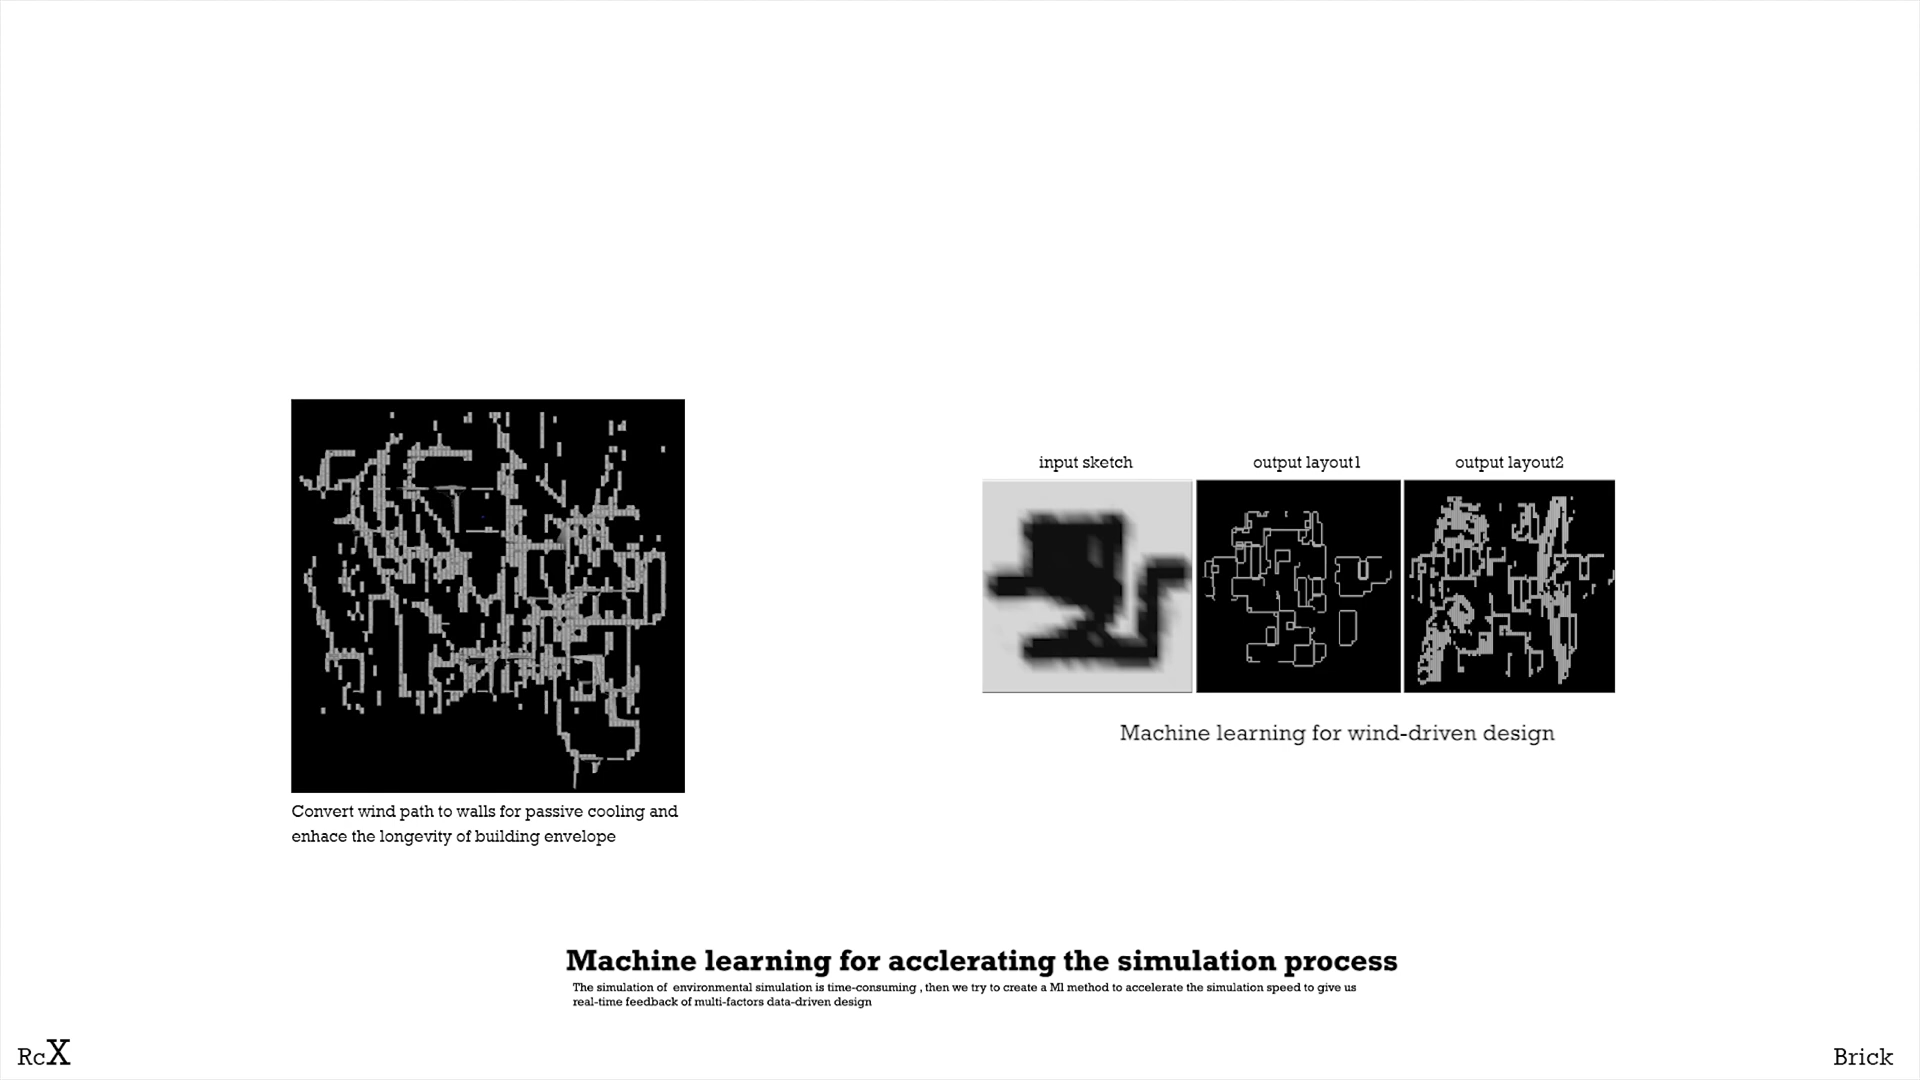 input sketch
output layout1
output layout2
Machine learning for wind-driven design
Convert wind path to walls for passive cooling and
enhace the longevity of building envelope
Machine learning for acclerating the simulation process
The simulation of environmental simulation is time-consuming , then we try to create a Ml method to accelerate the simulation speed to give us
real-time feedback of multi-factors data-driven design
RcX
Brick